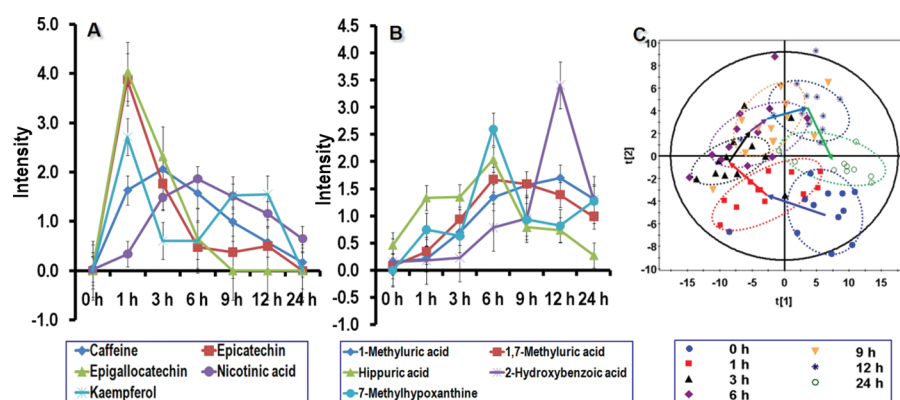 A
Intensity
5.0
4.0
3.0
2.0
1.0
0.0
-1.0
0 h 1 h 3 h 6 h 9 h 12 h 24 h
Caffeine Epicatechin
Epigallocatechin Nicotinic acid
Kaempferol
B
Intensity
4.5
4.0
3.5
3.0
2.5
2.0
1.5
1.0
0.5
0.0
-0.5
-1.0
0 h 1 h 3 h 6 h 9 h 12 h 24 h
1-Methyluric acid 1,7-Methyluric acid
Hippuric acid 2-Hydroxybenzoic acid
7-Methylhypoxanthine
C
t[2]
10
8
6
4
2
0
-2
-4
-6
-8
-10
-15 -10 -5 0 5 10 15
t[1]
0 h 9 h
1 h 12 h
3 h 24 h
6 h